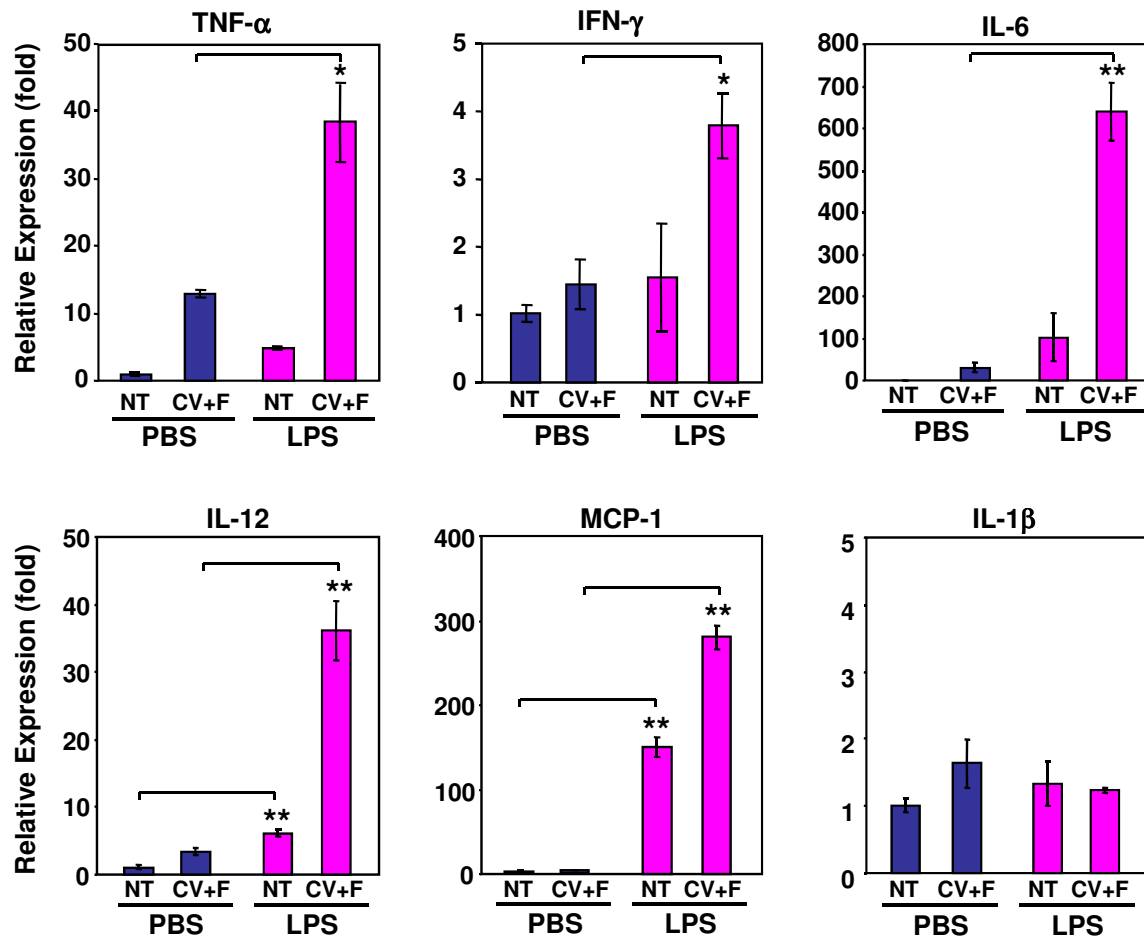 TNF-α
IFN-γ
IL-6
Relative Expression (fold)
50
40
30
20
10
0
*
NT CV+F NT CV+F
PBS LPS
5
4
3
2
1
0
*
NT CV+F NT CV+F
PBS LPS
800
700
600
500
400
300
200
100
0
**
NT CV+F NT CV+F
PBS LPS
IL-12
MCP-1
IL-1β
Relative Expression (fold)
50
40
30
20
10
0
**
**
NT CV+F NT CV+F
PBS LPS
400
300
200
100
0
**
**
NT CV+F NT CV+F
PBS LPS
5
4
3
2
1
0
NT CV+F NT CV+F
PBS LPS